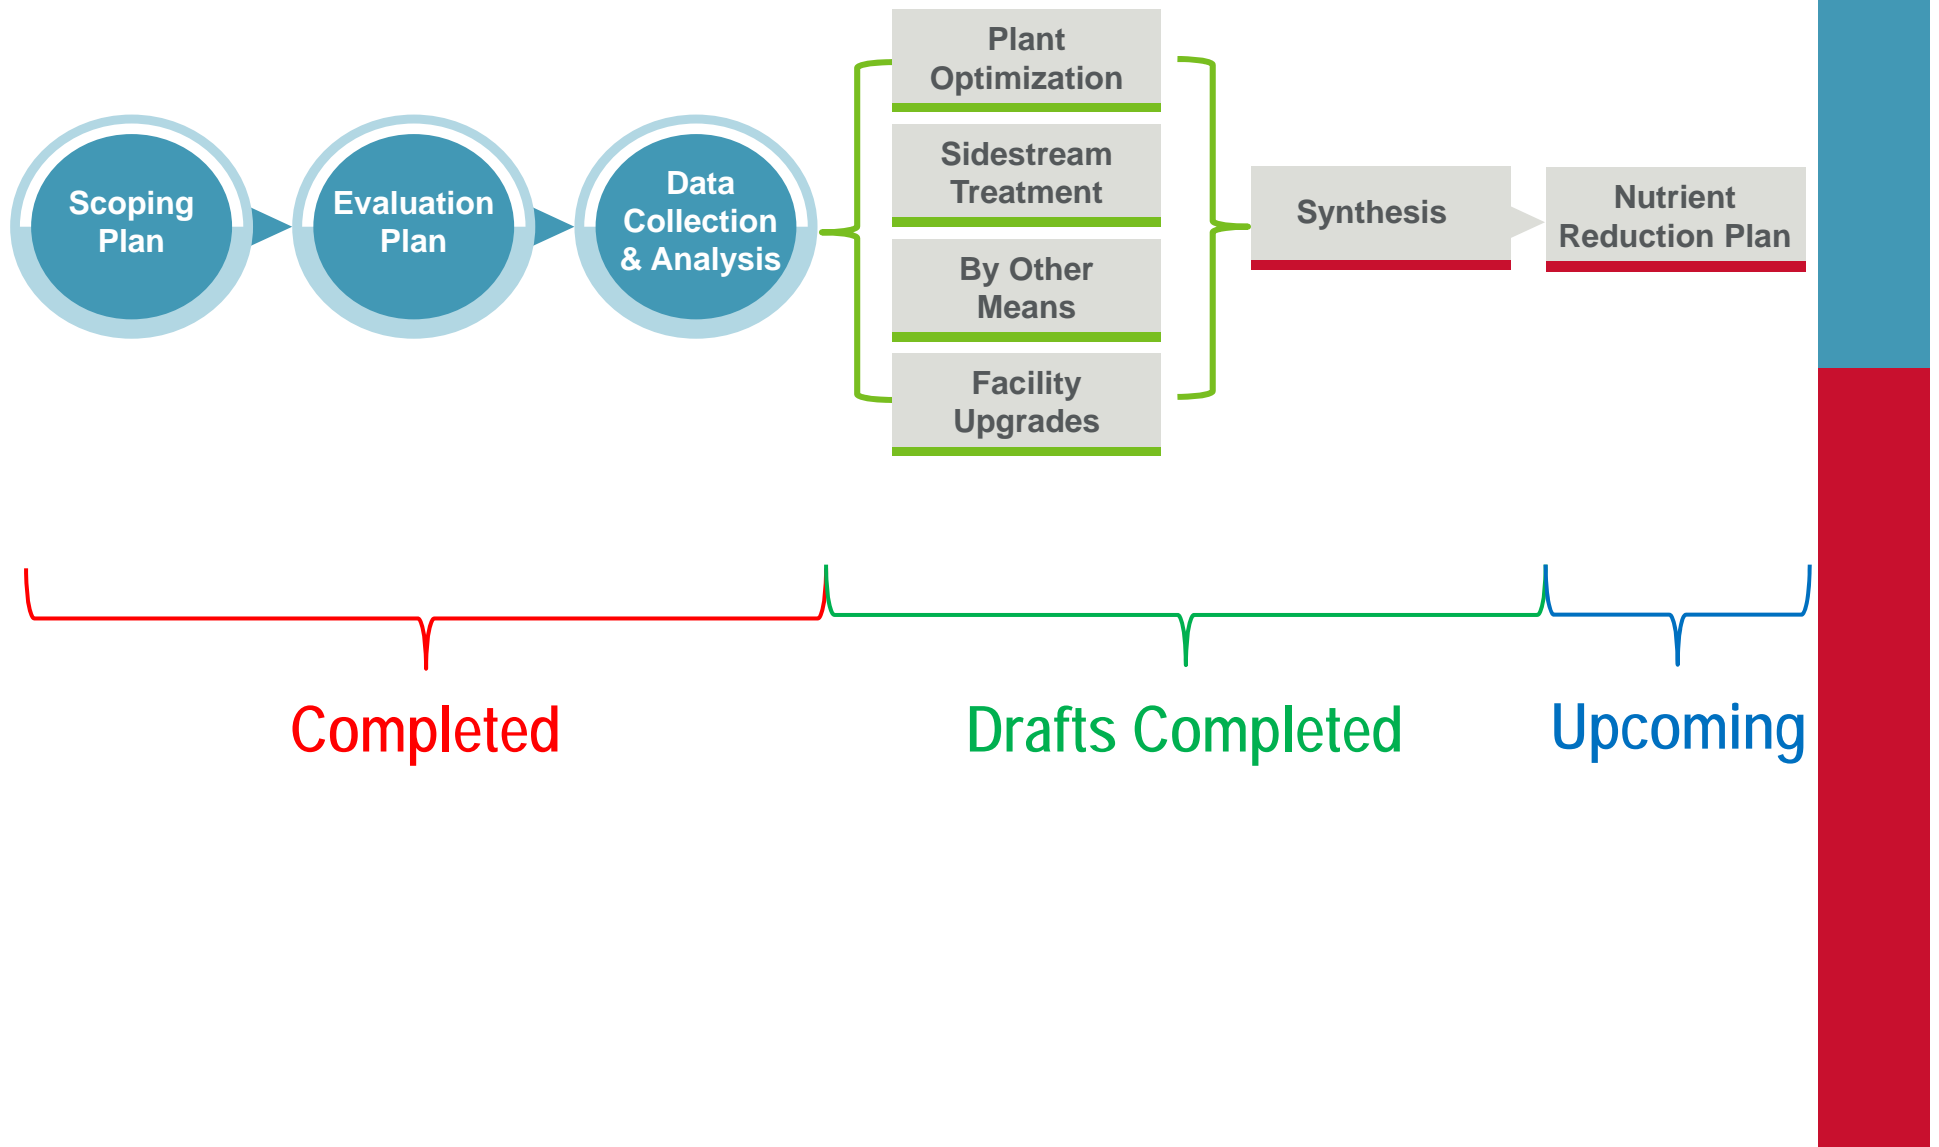 Scoping
Plan
Evaluation
Plan
Data
Collection
& Analysis
Plant
Optimization
Sidestream
Treatment
By Other
Means
Facility
Upgrades
Synthesis
Nutrient
Reduction Plan
Completed
Drafts Completed
Upcoming